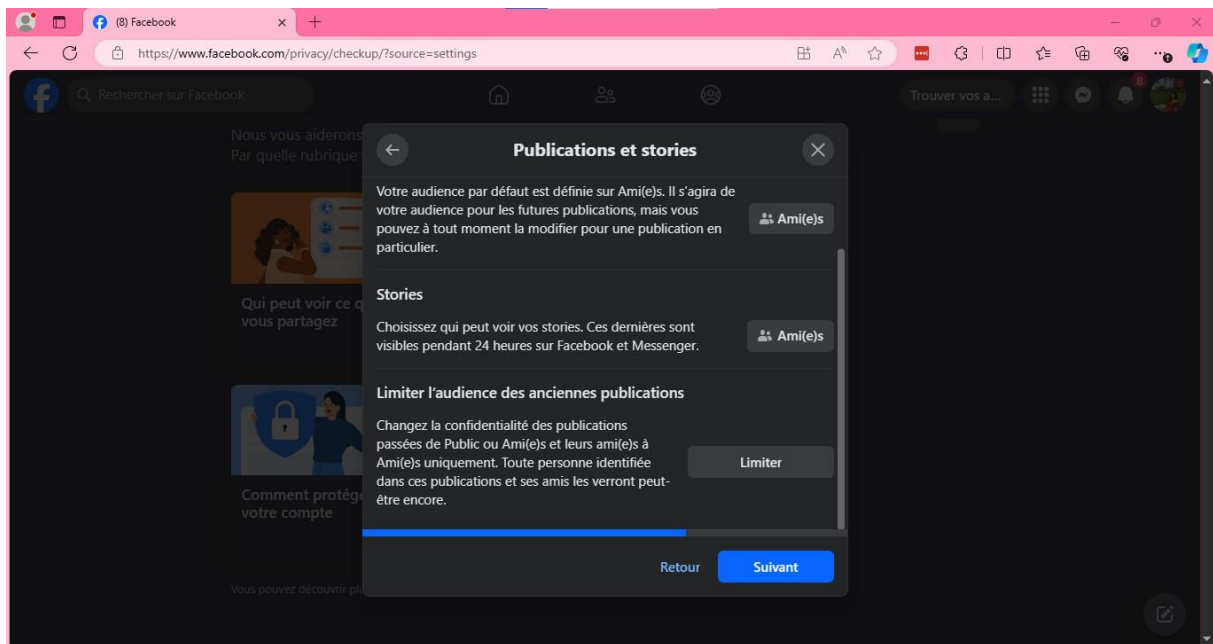 (8) Facebook
https://www.facebook.com/privacy/checkup/?source=settings
Rechercher sur Facebook
Trouver vos a...
8
Nous vous aiderons
Par quelle rubrique
Publications et stories
Votre audience par défaut est définie sur Ami(e)s. Il s'agira de
votre audience pour les futures publications, mais vous
pouvez à tout moment la modifier pour une publication en
particulier.
Ami(e)s
Stories
Choisissez qui peut voir vos stories. Ces dernières sont
visibles pendant 24 heures sur Facebook et Messenger.
Ami(e)s
Limiter l'audience des anciennes publications
Changez la confidentialité des publications
passées de Public ou Ami(e)s et leurs ami(e)s à
Ami(e)s uniquement. Toute personne identifiée
dans ces publications et ses amis les verront peut-
être encore.
Limiter
Retour
Suivant
Qui peut voir ce q
vous partagez
Comment protége
votre compte
Vous pouvez découvrir plu